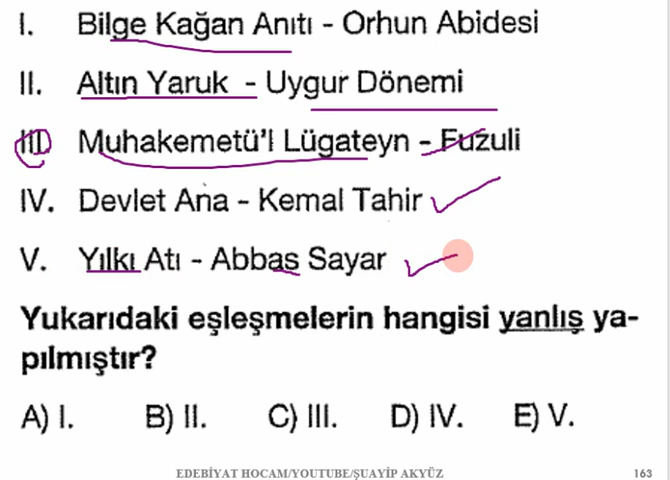 I. Bilge Kağan Anıtı - Orhun Abidesi
II. Altın Yaruk - Uygur Dönemi
III. Muhakemetü'l Lügateyn - Fuzuli
IV. Devlet Ana - Kemal Tahir
V. Yılkı Atı - Abbas Sayar
Yukarıdaki eşleşmelerin hangisi yanlış ya-
pılmıştır?
A) I. B) II. C) III. D) IV. E) V.
EDEBİYAT HOCAM/YOUTUBE/ŞUAYİP AKYÜZ 163